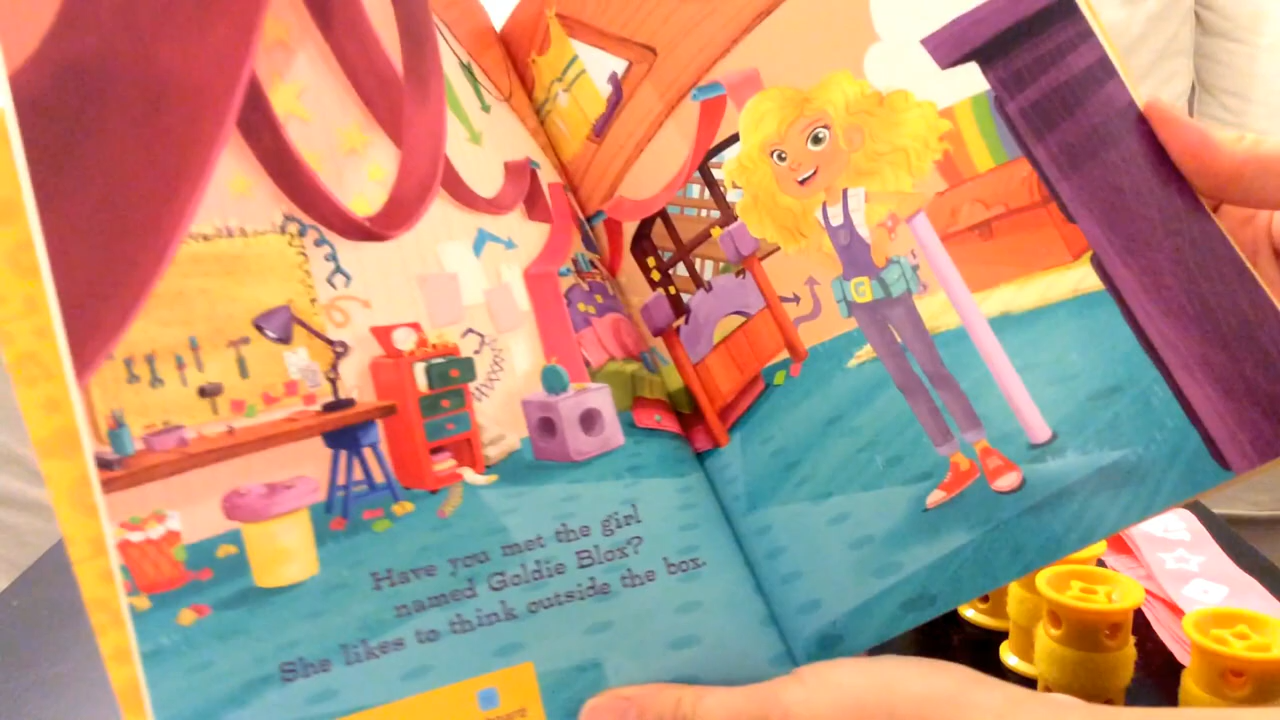 Have you met the girl
named Goldie Blox?
She likes to think outside the box.
G